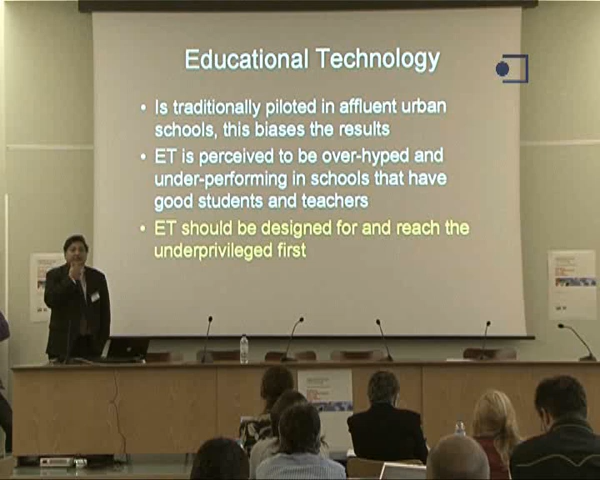 Educational Technology
• Is traditionally piloted in affluent urban
schools, this biases the results
• ET is perceived to be over-hyped and
under-performing in schools that have
good students and teachers
• ET should be designed for and reach the
underprivileged first